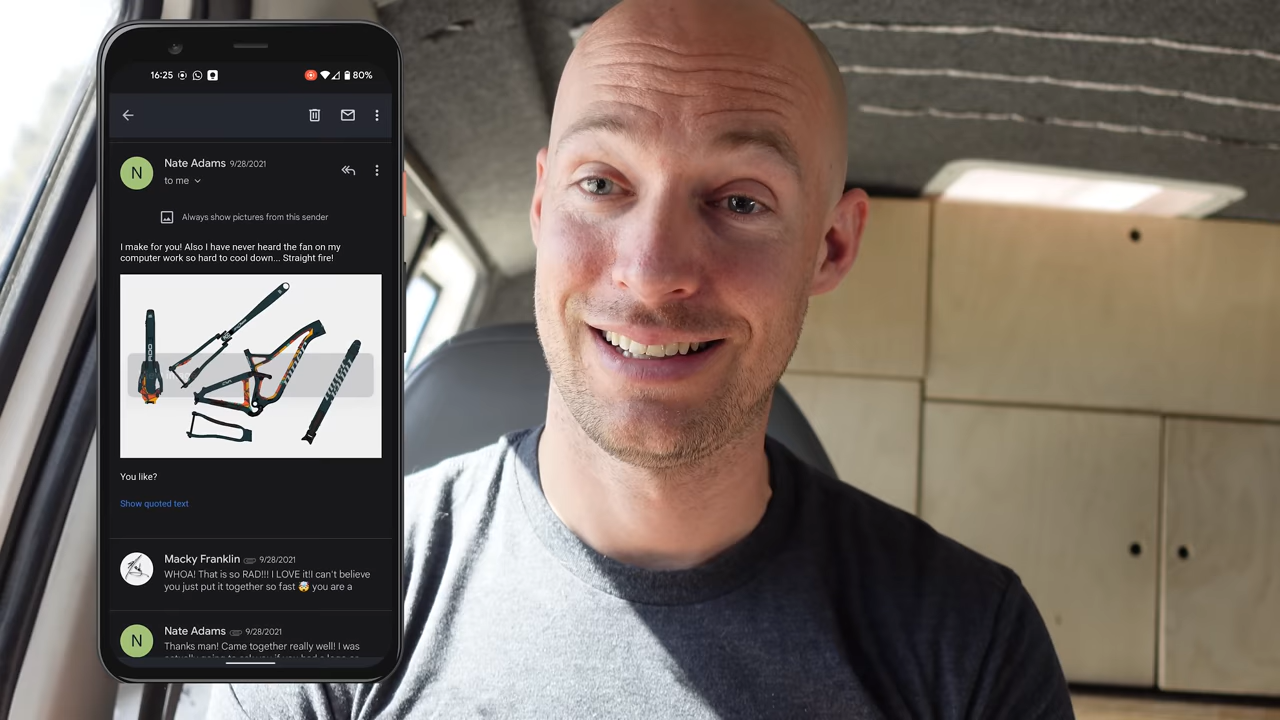 16:25
80%
N
Nate Adams 9/28/2021
to me
Always show pictures from this sender
I make for you! Also I have never heard the fan on my
computer work so hard to cool down... Straight fire!
You like?
Show quoted text
Macky Franklin 9/28/2021
WHOA! That is so RAD!!! I LOVE it!I can't believe
you just put it together so fast 🤯 you are a
N
Nate Adams 9/28/2021
Thanks man! Came together really well! I was